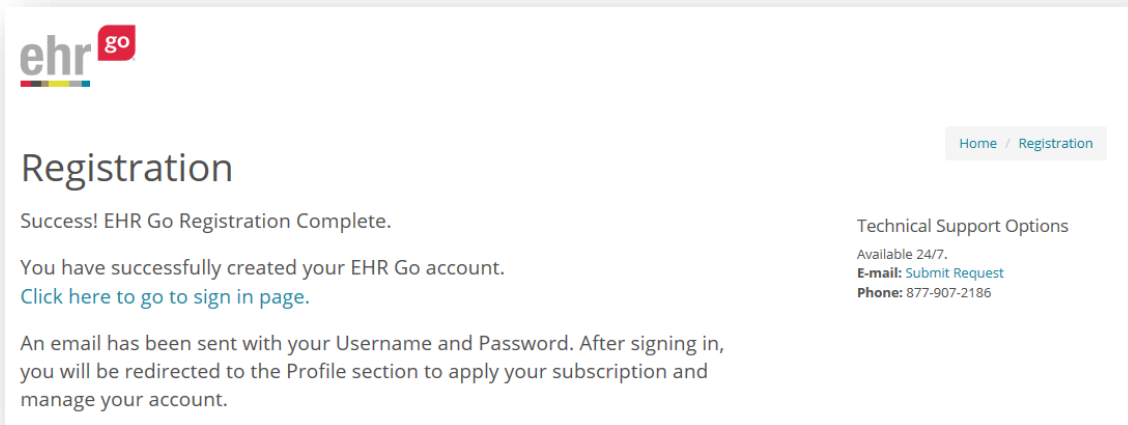 ehr go
Home / Registration
Registration
Success! EHR Go Registration Complete.
You have successfully created your EHR Go account.
Click here to go to sign in page.
An email has been sent with your Username and Password. After signing in,
you will be redirected to the Profile section to apply your subscription and
manage your account.
Technical Support Options
Available 24/7.
E-mail: Submit Request
Phone: 877-907-2186